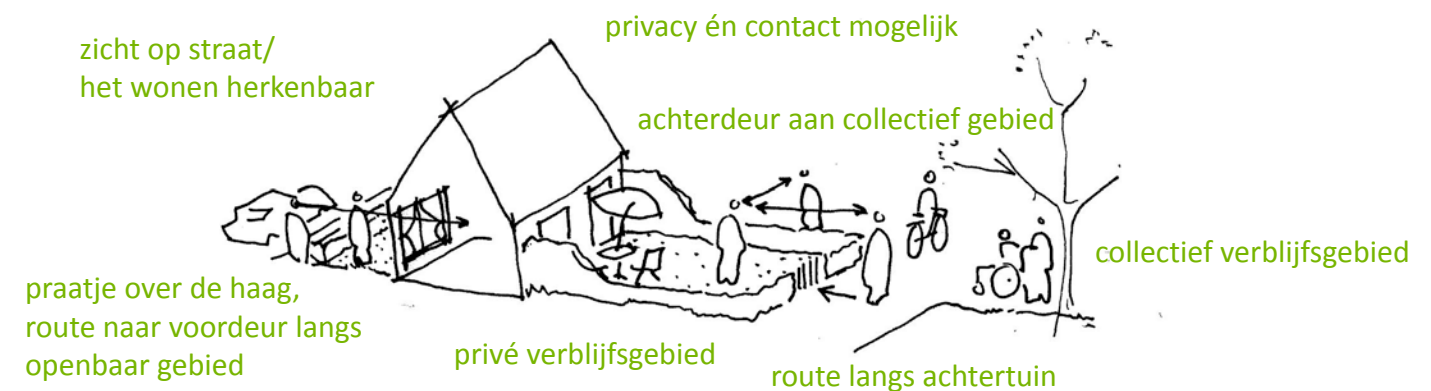 privacy én contact mogelijk
zicht op straat/
het wonen herkenbaar
achterdeur aan collectief gebied
collectief verblijfsgebied
praatje over de haag,
route naar voordeur langs
openbaar gebied
privé verblijfsgebied
route langs achtertuin